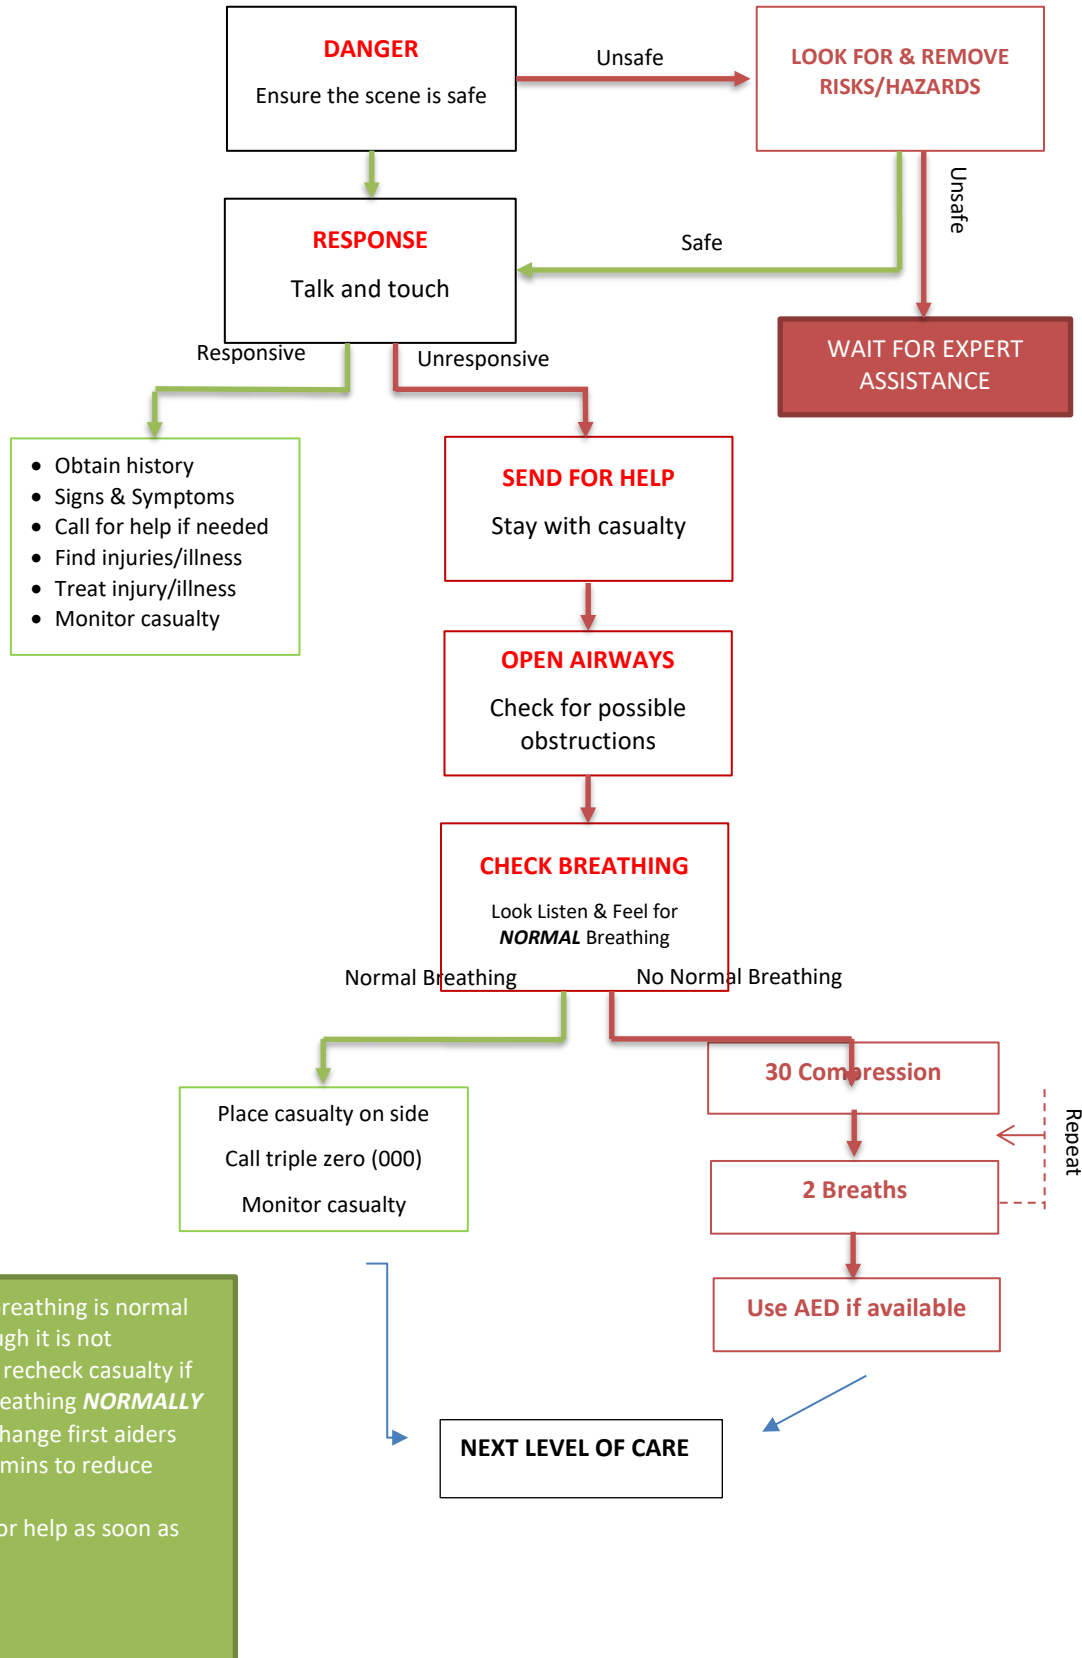 DANGER
Ensure the scene is safe
Unsafe
LOOK FOR & REMOVE
RISKS/HAZARDS
Unsafe
RESPONSE
Talk and touch
Safe
WAIT FOR EXPERT
ASSISTANCE
Responsive
Unresponsive
• Obtain history
• Signs & Symptoms
• Call for help if needed
• Find injuries/illness
• Treat injury/illness
• Monitor casualty
SEND FOR HELP
Stay with casualty
OPEN AIRWAYS
Check for possible
obstructions
CHECK BREATHING
Look Listen & Feel for
NORMAL Breathing
Normal Breathing
No Normal Breathing
Place casualty on side
Call triple zero (000)
Monitor casualty
30 Compression
2 Breaths
Repeat
Use AED if available
breathing is normal
ugh it is not
recheck casualty if
reathing NORMALLY
hange first aiders
mins to reduce
or help as soon as
NEXT LEVEL OF CARE